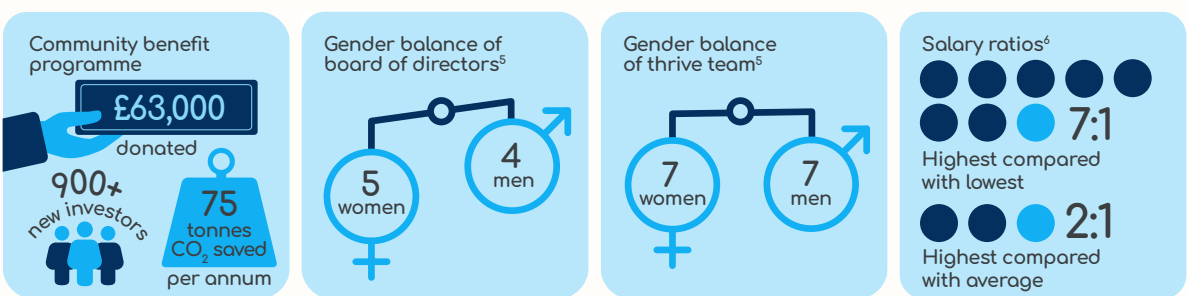 Community benefit
programme
£63,000
donated
900+
new investors
75
tonnes
CO₂ saved
per annum
Gender balance of
board of directors⁵
5
women
4
men
Gender balance
of thrive team⁵
7
women
7
men
Salary ratios⁶
7:1
Highest compared
with lowest
2:1
Highest compared
with average